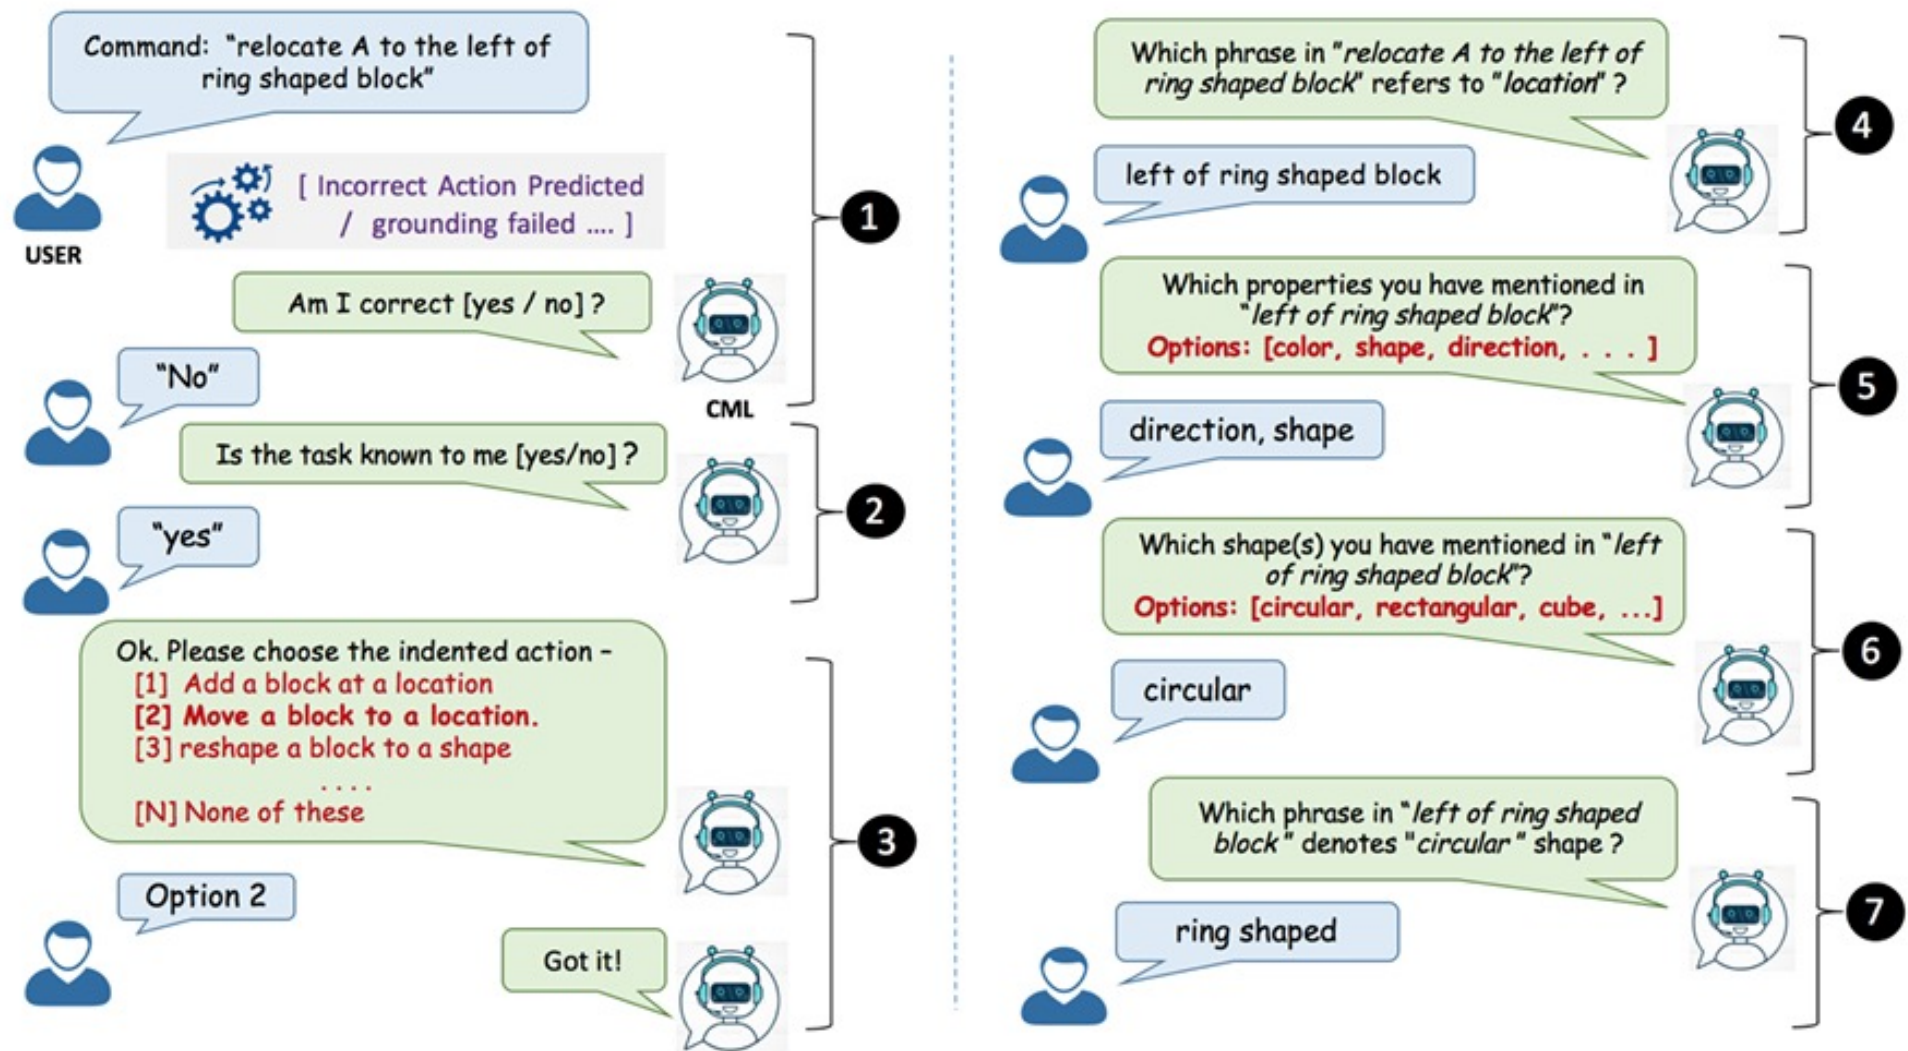 Command: "relocate A to the left of
ring shaped block"
USER
[ Incorrect Action Predicted
/ grounding failed .... ]
Am I correct [yes / no] ?
"No"
CML
1
Is the task known to me [yes/no] ?
"yes"
2
Ok. Please choose the indented action –
[1] Add a block at a location
[2] Move a block to a location.
[3] reshape a block to a shape
. . . .
[N] None of these
Option 2
Got it!
3
Which phrase in "relocate A to the left of
ring shaped block" refers to "location" ?
left of ring shaped block
4
Which properties you have mentioned in
"left of ring shaped block"?
Options: [color, shape, direction, . . . ]
direction, shape
5
Which shape(s) you have mentioned in "left
of ring shaped block"?
Options: [circular, rectangular, cube, ...]
circular
6
Which phrase in "left of ring shaped
block" denotes "circular" shape ?
ring shaped
7